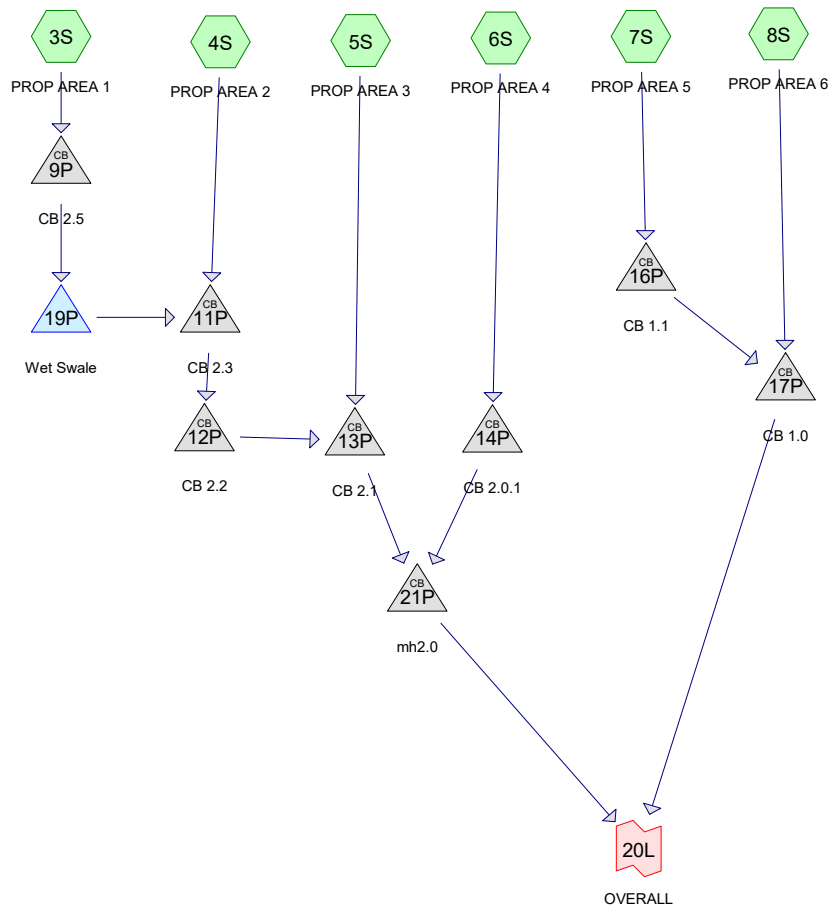 3S
4S
5S
6S
7S
8S
PROP AREA 1
PROP AREA 2
PROP AREA 3
PROP AREA 4
PROP AREA 5
PROP AREA 6
CB
9P
CB 2.5
CB
16P
CB 1.1
19P
Wet Swale
CB
11P
CB 2.3
CB
17P
CB 1.0
CB
12P
CB 2.2
CB
13P
CB 2.1
CB
14P
CB 2.0.1
CB
21P
mh2.0
20L
OVERALL